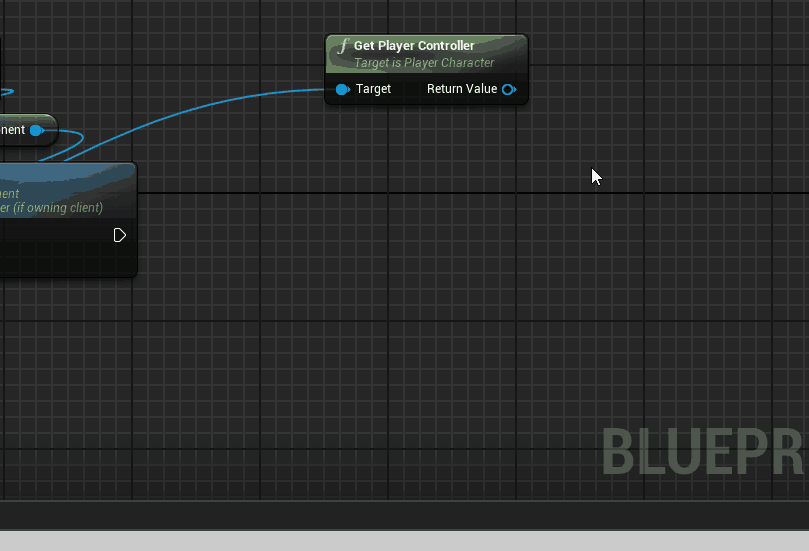 f Get Player Controller
Target is Player Character
Target Return Value
nent
nent
er (if owning client)
BLUEPR